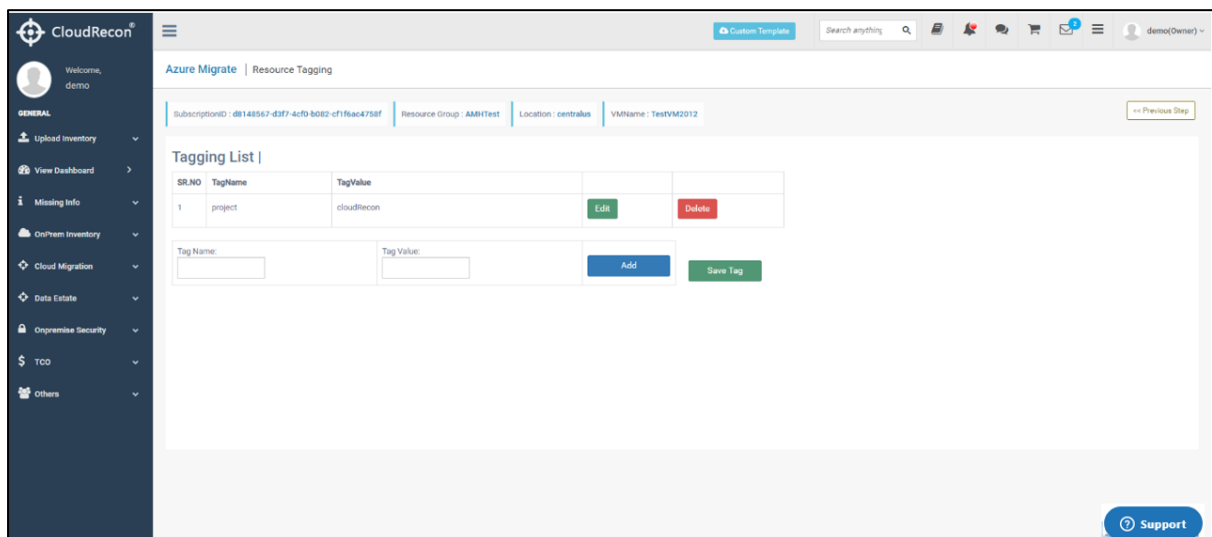 CloudRecon®
Custom Template
Search anything
2
demo(Owner)
Welcome,
demo
Azure Migrate | Resource Tagging
GENERAL
SubscriptionID : d8148567-d3f7-4cf0-b082-cf1f6ac4758f
Resource Group : AMHTest
Location : centralus
VMName : TestVM2012
<< Previous Step
Upload Inventory
View Dashboard
Missing Info
OnPrem Inventory
Cloud Migration
Data Estate
Onpremise Security
TCO
Others
Tagging List |
SR.NO TagName TagValue
1 project cloudRecon Edit Delete
Tag Name: Tag Value:
Add
Save Tag
Support